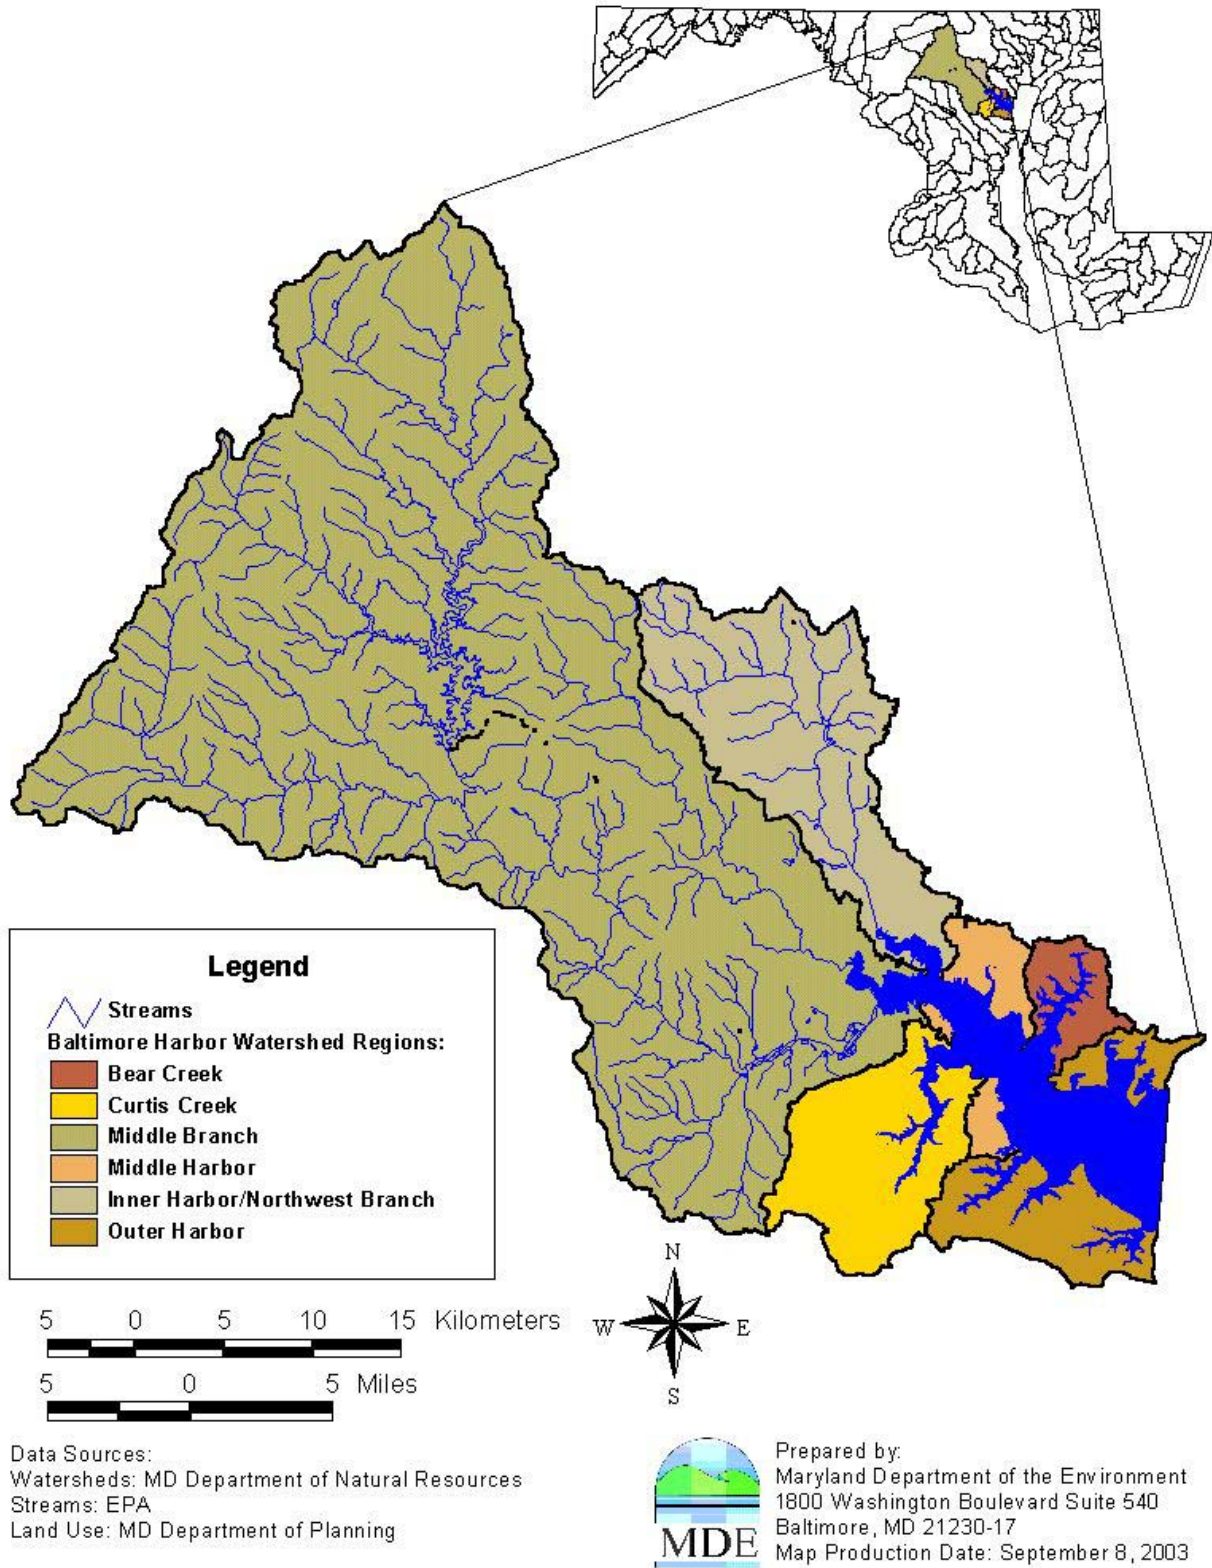 Legend
Streams
Baltimore Harbor Watershed Regions:
Bear Creek
Curtis Creek
Middle Branch
Middle Harbor
Inner Harbor/Northwest Branch
Outer Harbor
N
W E
S
5 0 5 10 15 Kilometers
5 0 5 Miles
Data Sources:
Watersheds: MD Department of Natural Resources
Streams: EPA
Land Use: MD Department of Planning
MDE
Prepared by:
Maryland Department of the Environment
1800 Washington Boulevard Suite 540
Baltimore, MD 21230-17
Map Production Date: September 8, 2003